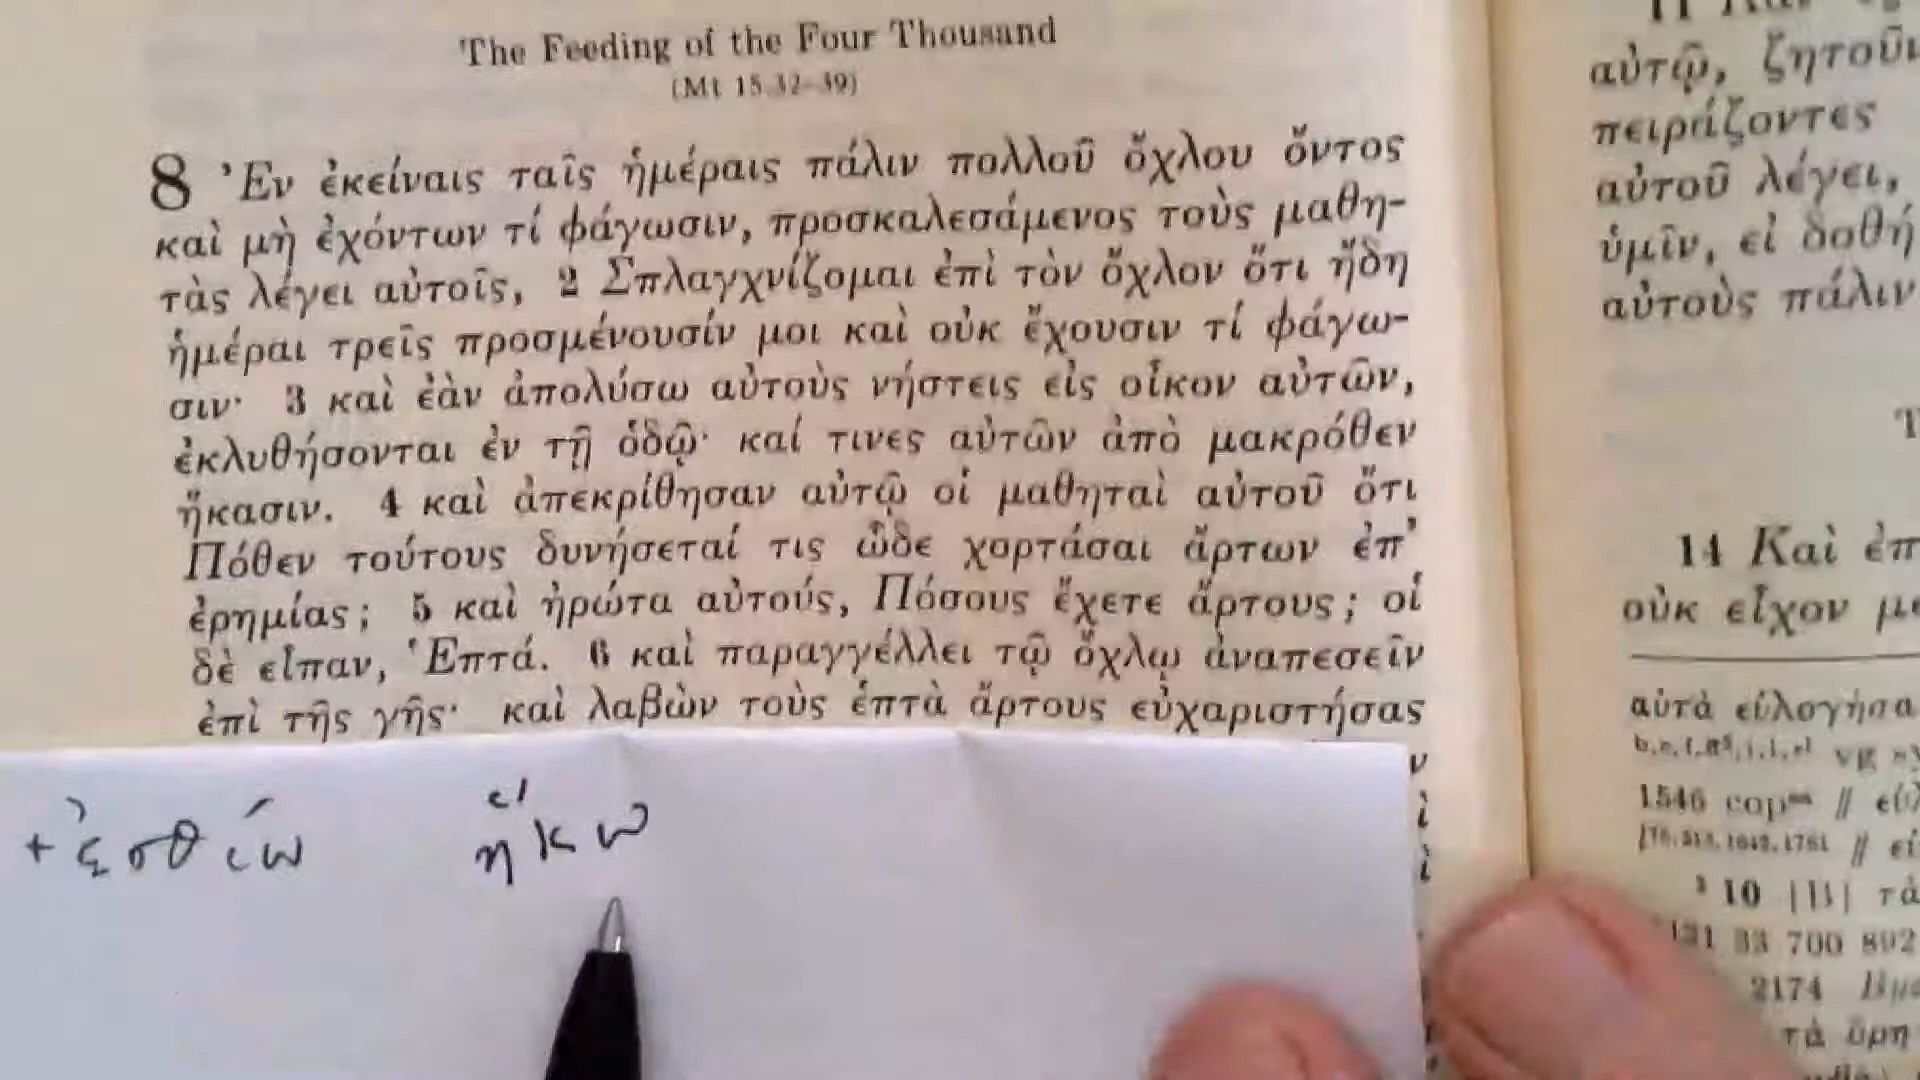 The Feeding of the Four Thousand
(Mt 15.32–39)
8 Ἐν ἐκείναις ταῖς ἡμέραις πάλιν πολλοῦ ὄχλου ὄντος
καὶ μὴ ἐχόντων τί φάγωσιν, προσκαλεσάμενος τοὺς μαθη-
τὰς λέγει αὐτοῖς, 2 Σπλαγχνίζομαι ἐπὶ τὸν ὄχλον ὅτι ἤδη
ἡμέραι τρεῖς προσμένουσίν μοι καὶ οὐκ ἔχουσιν τί φάγω-
σιν· 3 καὶ ἐὰν ἀπολύσω αὐτοὺς νήστεις εἰς οἶκον αὐτῶν,
ἐκλυθήσονται ἐν τῇ ὁδῷ· καί τινες αὐτῶν ἀπὸ μακρόθεν
ἥκασιν. 4 καὶ ἀπεκρίθησαν αὐτῷ οἱ μαθηταὶ αὐτοῦ ὅτι
Πόθεν τούτους δυνήσεταί τις ὧδε χορτάσαι ἄρτων ἐπ'
ἐρημίας; 5 καὶ ἠρώτα αὐτούς, Πόσους ἔχετε ἄρτους; οἱ
δὲ εἶπαν, Ἑπτά. 6 καὶ παραγγέλλει τῷ ὄχλῳ ἀναπεσεῖν
ἐπὶ τῆς γῆς· καὶ λαβὼν τοὺς ἑπτὰ ἄρτους εὐχαριστήσας
+ ἐσθίω ἥκω
αὐτῷ,
πειράζοντες
αὐτοῦ λέγει,
ὑμῖν, εἰ
αὐτοὺς πάλιν
14 Καὶ
οὐκ εἶχον
αὐτὰ
vg
1546
10 |B|
33 700 892
2174
τὰ ὄρη